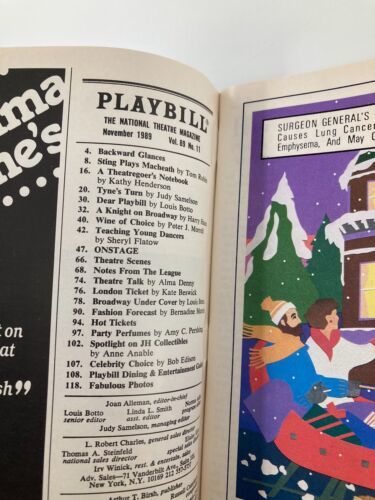 PLAYBILL®
THE NATIONAL THEATRE MAGAZINE
November 1989 Vol. 89 No. 11
4. Backward Glances
8. Sting Plays Macheath by Tom
16. A Theatregoer's Notebook
by Kathy Henderson
20. Tyne's Turn by Judy Samelson
30. Dear Playbill by Louis Botto
32. A Knight on Broadway by Harry
40. Wine of Choice by Peter J. Morrell
42. Teaching Young Dancers
by Sheryl Flatow
47. ONSTAGE
66. Theatre Scenes
68. Notes From The League
74. Theatre Talk by Alma Denny
76. London Ticket by Kate Beswick
78. Broadway Under Cover by Louis Botto
90. Fashion Forecast by Bernadine Morris
94. Hot Tickets
97. Party Perfumes by Amy C. Perkins
102. Spotlight on JH Collectibles
by Anne Anable
107. Celebrity Choice by Bob Edison
108. Playbill Dining & Entertainment Guide
118. Fabulous Photos
Joan Alleman, editor-in-chief
Louis Botto Linda L. Smith
senior editor asst. editor program
Judy Samelson, managing editor
L. Robert Charles, general sales director
Thomas A. Steinfeld
national sales director
Irv Winick, rest. & enter. sales
Adv. Sales—71 Vanderbilt Ave.,
New York, N.Y. 10169 212 557-5757
Arthur T. Birsh, publisher
on
at
sh”
SURGEON GENERAL'S
Causes Lung Cancer
Emphysema, And May